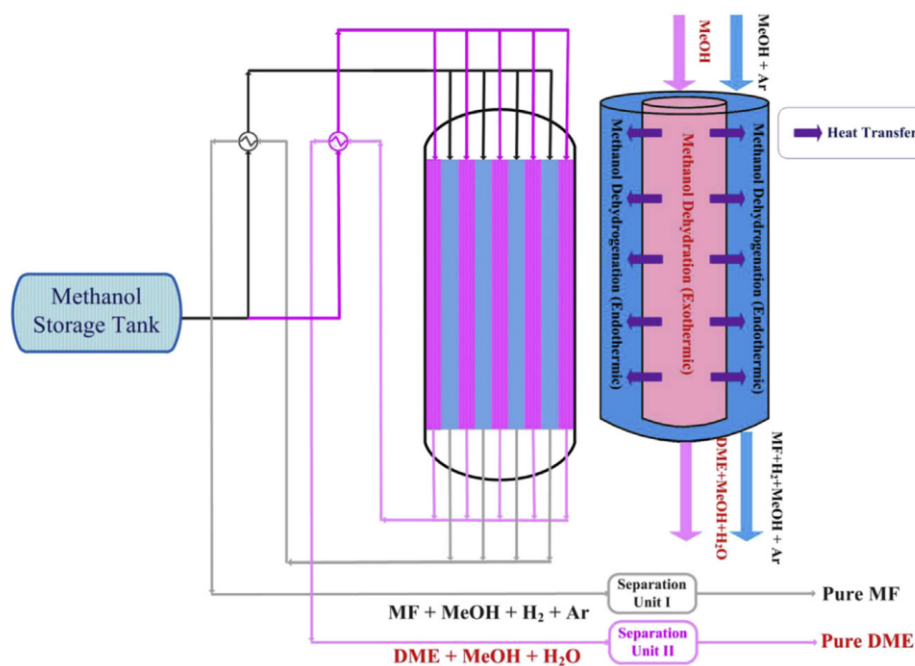 Methanol
Storage Tank
MeOH
MeOH + Ar
Heat Transfer
Methanol Dehydrogenation (Endothermic)
Methanol Dehydration (Exothermic)
Methanol Dehydrogenation (Endothermic)
DME+MeOH+H₂O
MF+H₂+MeOH + Ar
MF + MeOH + H₂ + Ar
Separation
Unit I
Pure MF
DME + MeOH + H₂O
Separation
Unit II
Pure DME